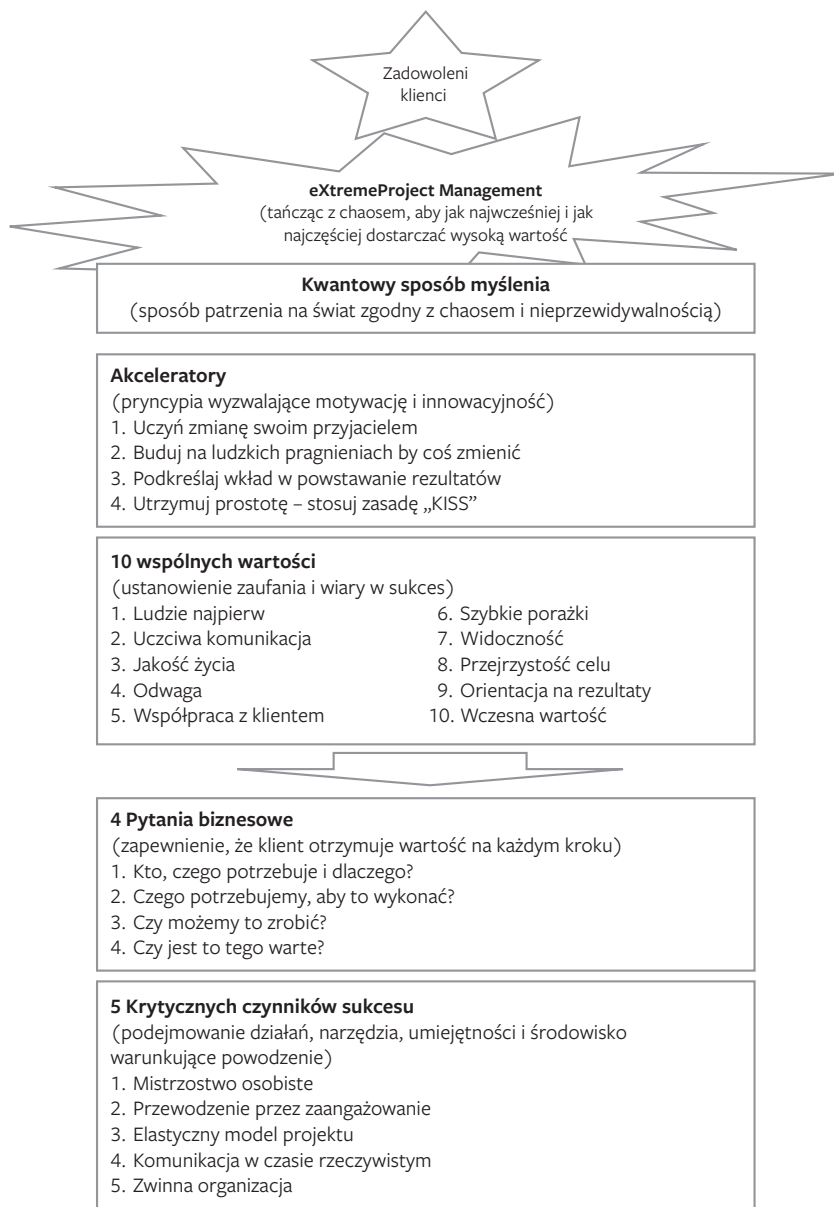 Zadowoleni
klienci
eXtremeProject Management
(tańcząc z chaosem, aby jak najwcześniej i jak
najczęściej dostarczać wysoką wartość
Kwantowy sposób myślenia
(sposób patrzenia na świat zgodny z chaosem i nieprzewidywalnością)
Akceleratory
(pryncypia wyzwalające motywację i innowacyjność)
1. Uczyń zmianę swoim przyjacielem
2. Buduj na ludzkich pragnieniach by coś zmienić
3. Podkreślaj wkład w powstawanie rezultatów
4. Utrzymuj prostotę – stosuj zasadę „KISS”
10 wspólnych wartości
(ustanowienie zaufania i wiary w sukces)
1. Ludzie najpierw
2. Uczciwa komunikacja
3. Jakość życia
4. Odwaga
5. Współpraca z klientem
6. Szybkie porażki
7. Widoczność
8. Przejrzystość celu
9. Orientacja na rezultaty
10. Wczesna wartość
4 Pytania biznesowe
(zapewnienie, że klient otrzymuje wartość na każdym kroku)
1. Kto, czego potrzebuje i dlaczego?
2. Czego potrzebujemy, aby to wykonać?
3. Czy możemy to zrobić?
4. Czy jest to tego warte?
5 Krytycznych czynników sukcesu
(podejmowanie działań, narzędzia, umiejętności i środowisko
warunkujące powodzenie)
1. Mistrzostwo osobiste
2. Przewodzenie przez zaangażowanie
3. Elastyczny model projektu
4. Komunikacja w czasie rzeczywistym
5. Zwinna organizacja